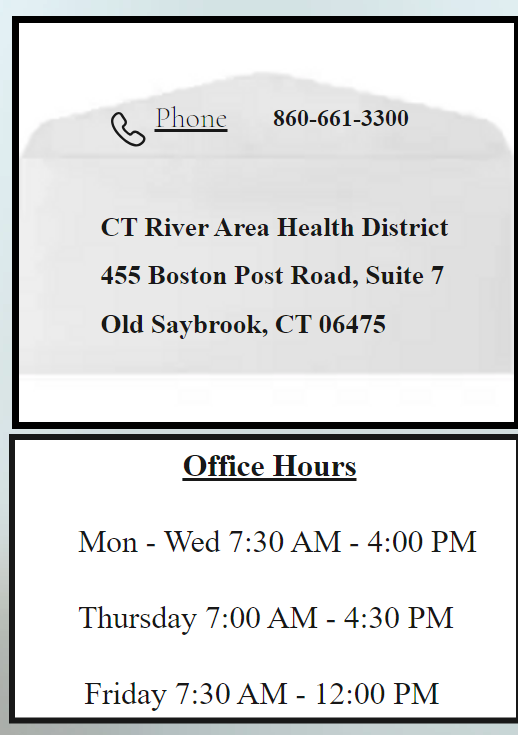 Phone 860-661-3300
CT River Area Health District
455 Boston Post Road, Suite 7
Old Saybrook, CT 06475
Office Hours
Mon - Wed 7:30 AM - 4:00 PM
Thursday 7:00 AM - 4:30 PM
Friday 7:30 AM - 12:00 PM